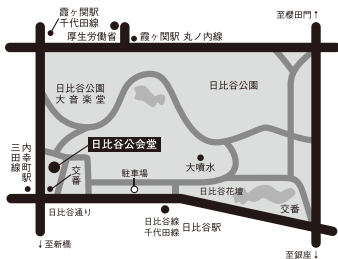 霞ヶ関駅
千代田線
厚生労働省
霞ヶ関駅 丸ノ内線
至桜田門↑
日比谷公園
大音楽堂
日比谷公園
日比谷公会堂
内幸町駅
三田線
交番
駐車場
大噴水
日比谷花壇
交番
日比谷通り
日比谷線
千代田線
日比谷駅
↓至新橋
至銀座↓